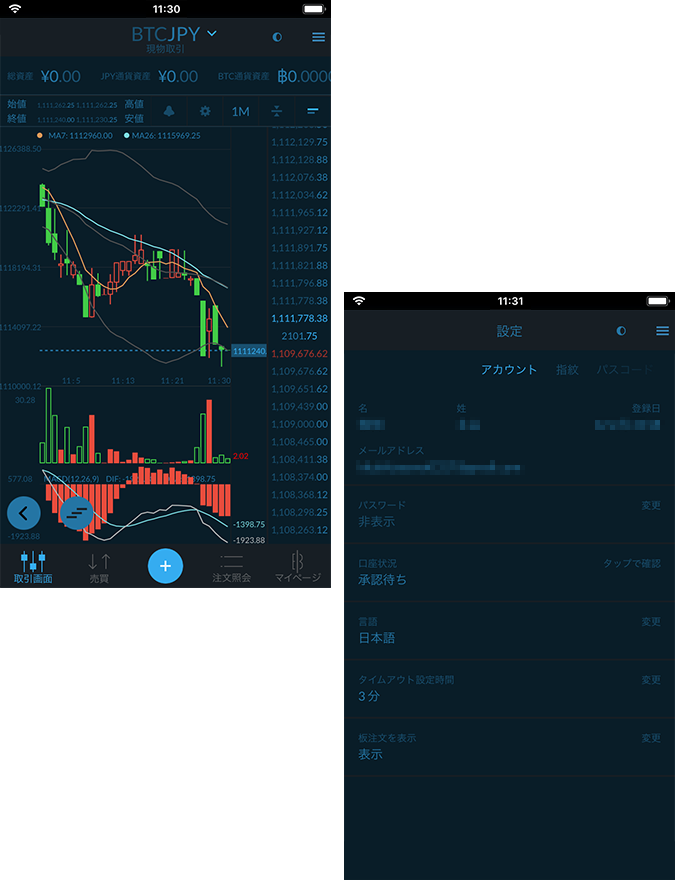 11:30
BTCJPY
現物取引
総資産 ¥0.00 JPY通貨資産 ¥0.00 BTC通貨資産 ฿0.0000
始値 1,111,262.25 1,111,262.25 高値
終値 1,111,240.00 1,111,230.25 安値
1M
MA7: 1112960.00 MA26: 1115969.25
1126388.50
1122291.41
1118194.31
1114097.22
1111240
1110000.12
11:5 11:13 11:21 11:30
30.28
2.02
577.08 MACD(12,26,9) DIF: -1
98.75
-1398.75
-1923.88
-1923.88
1,112,129.75
1,112,128.88
1,112,076.38
1,112,034.62
1,111,965.12
1,111,927.12
1,111,891.75
1,111,821.88
1,111,796.88
1,111,778.38
1,111,778.38
2101.75
1,109,676.62
1,109,676.62
1,109,651.62
1,109,439.00
1,109,000.00
1,108,465.00
1,108,411.38
1,108,374.00
1,108,368.12
1,108,298.25
1,108,263.12
取引画面 売買 注文照会 マイページ
11:31
設定
アカウント 指紋 パスコード
名 姓 登録日
メールアドレス
パスワード 変更
非表示
口座状況 タップで確認
承認待ち
言語 変更
日本語
タイムアウト設定時間 変更
3 分
板注文を表示 変更
表示